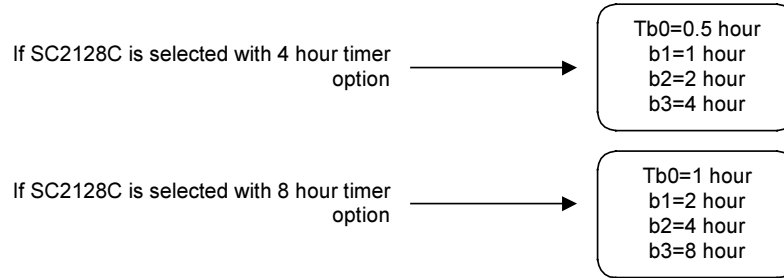 If SC2128C is selected with 4 hour timer
option
Tb0=0.5 hour
b1=1 hour
b2=2 hour
b3=4 hour
If SC2128C is selected with 8 hour timer
option
Tb0=1 hour
b1=2 hour
b2=4 hour
b3=8 hour